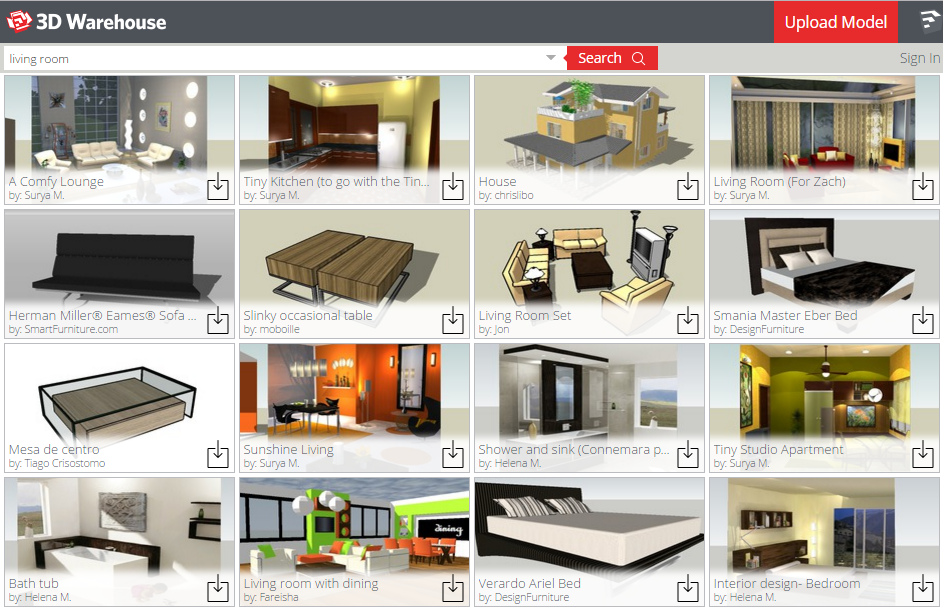 3D Warehouse
Upload Model
living room
Search
Sign In
A Comfy Lounge
by: Surya M.
Tiny Kitchen (to go with the Tin...
by: Surya M.
House
by: chrislibo
Living Room (For Zach)
by: Surya M.
Herman Miller® Eames® Sofa ...
by: SmartFurniture.com
Slinky occasional table
by: moboille
Living Room Set
by: Jon
Smania Master Eber Bed
by: DesignFurniture
Mesa de centro
by: Tiago Crisostomo
Sunshine Living
by: Surya M.
Shower and sink (Connemara p...
by: Helena M.
Tiny Studio Apartment
by: Surya M.
Bath tub
by: Helena M.
dining
Living room with dining
by: Fareisha
Verardo Ariel Bed
by: DesignFurniture
Interior design- Bedroom
by: Helena M.